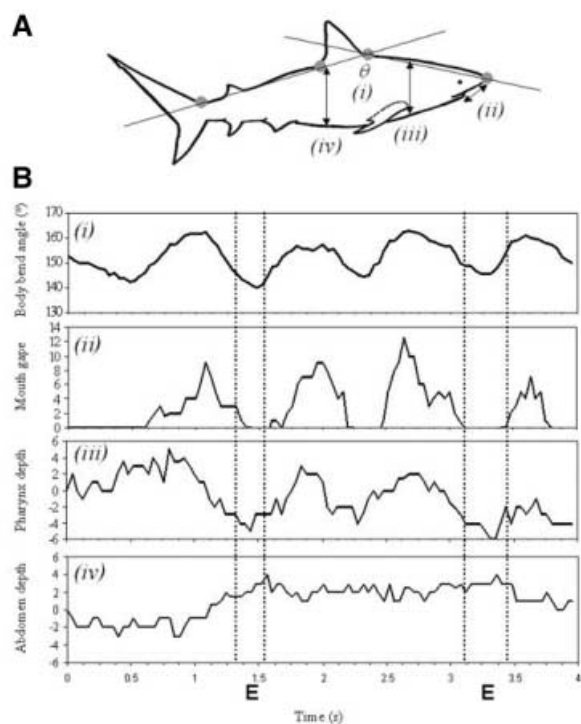 A
θ
(i)
(ii)
(iii)
(iv)
B
Body bend angle (°)
170
160
150
140
130
(i)
Mouth gape
14
12
10
8
6
4
2
0
(ii)
Pharynx depth
6
4
2
0
-2
-4
-6
(iii)
Abdomen depth
6
4
2
0
-2
-4
-6
(iv)
0 0.5 1 1.5 2 2.5 3 3.5 4
E E
Time (s)